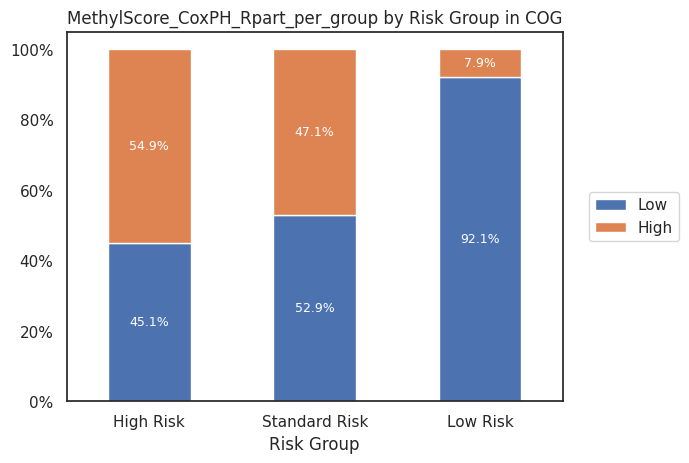 MethylScore_CoxPH_Rpart_per_group by Risk Group in COG
100%
80%
60%
40%
20%
0%
54.9%
45.1%
47.1%
52.9%
7.9%
92.1%
Low
High
High Risk
Standard Risk
Low Risk
Risk Group